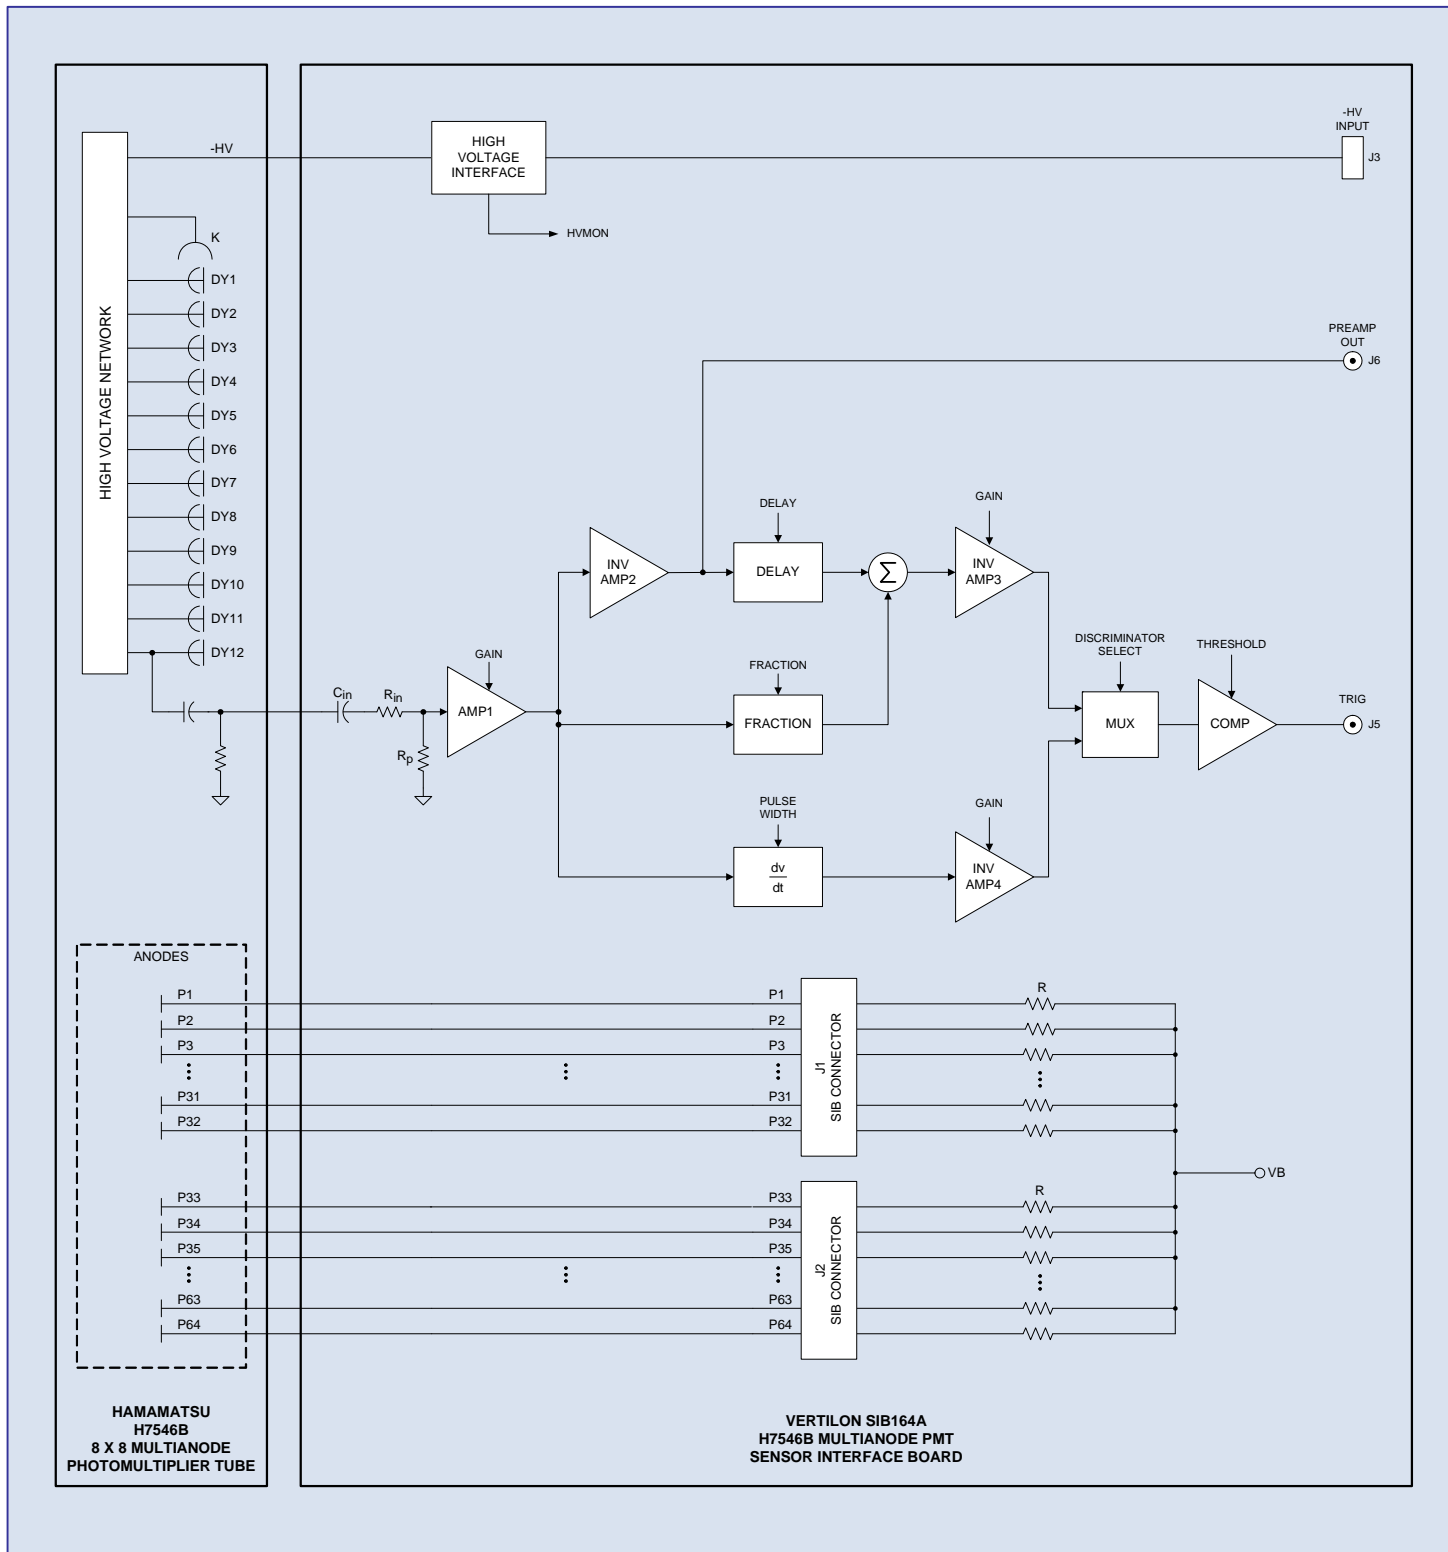 -HV
INPUT
J3
-HV
HIGH
VOLTAGE
INTERFACE
HVMON
HIGH VOLTAGE NETWORK
K
DY1
DY2
DY3
DY4
DY5
DY6
DY7
DY8
DY9
DY10
DY11
DY12
PREAMP
OUT
J6
DELAY
GAIN
INV
AMP2
DELAY
Σ
INV
AMP3
GAIN
FRACTION
DISCRIMINATOR
SELECT
THRESHOLD
Cin
Rin
AMP1
FRACTION
MUX
COMP
TRIG
J5
Rp
PULSE
WIDTH
GAIN
dv
dt
INV
AMP4
ANODES
P1
P1
R
P2
P2
P3
P3
P31
P31
P32
P32
J1
SIB CONNECTOR
VB
P33
P33
R
P34
P34
P35
P35
P63
P63
P64
P64
J2
SIB CONNECTOR
HAMAMATSU
H7546B
8 X 8 MULTIANODE
PHOTOMULTIPLIER TUBE
VERTILON SIB164A
H7546B MULTIANODE PMT
SENSOR INTERFACE BOARD